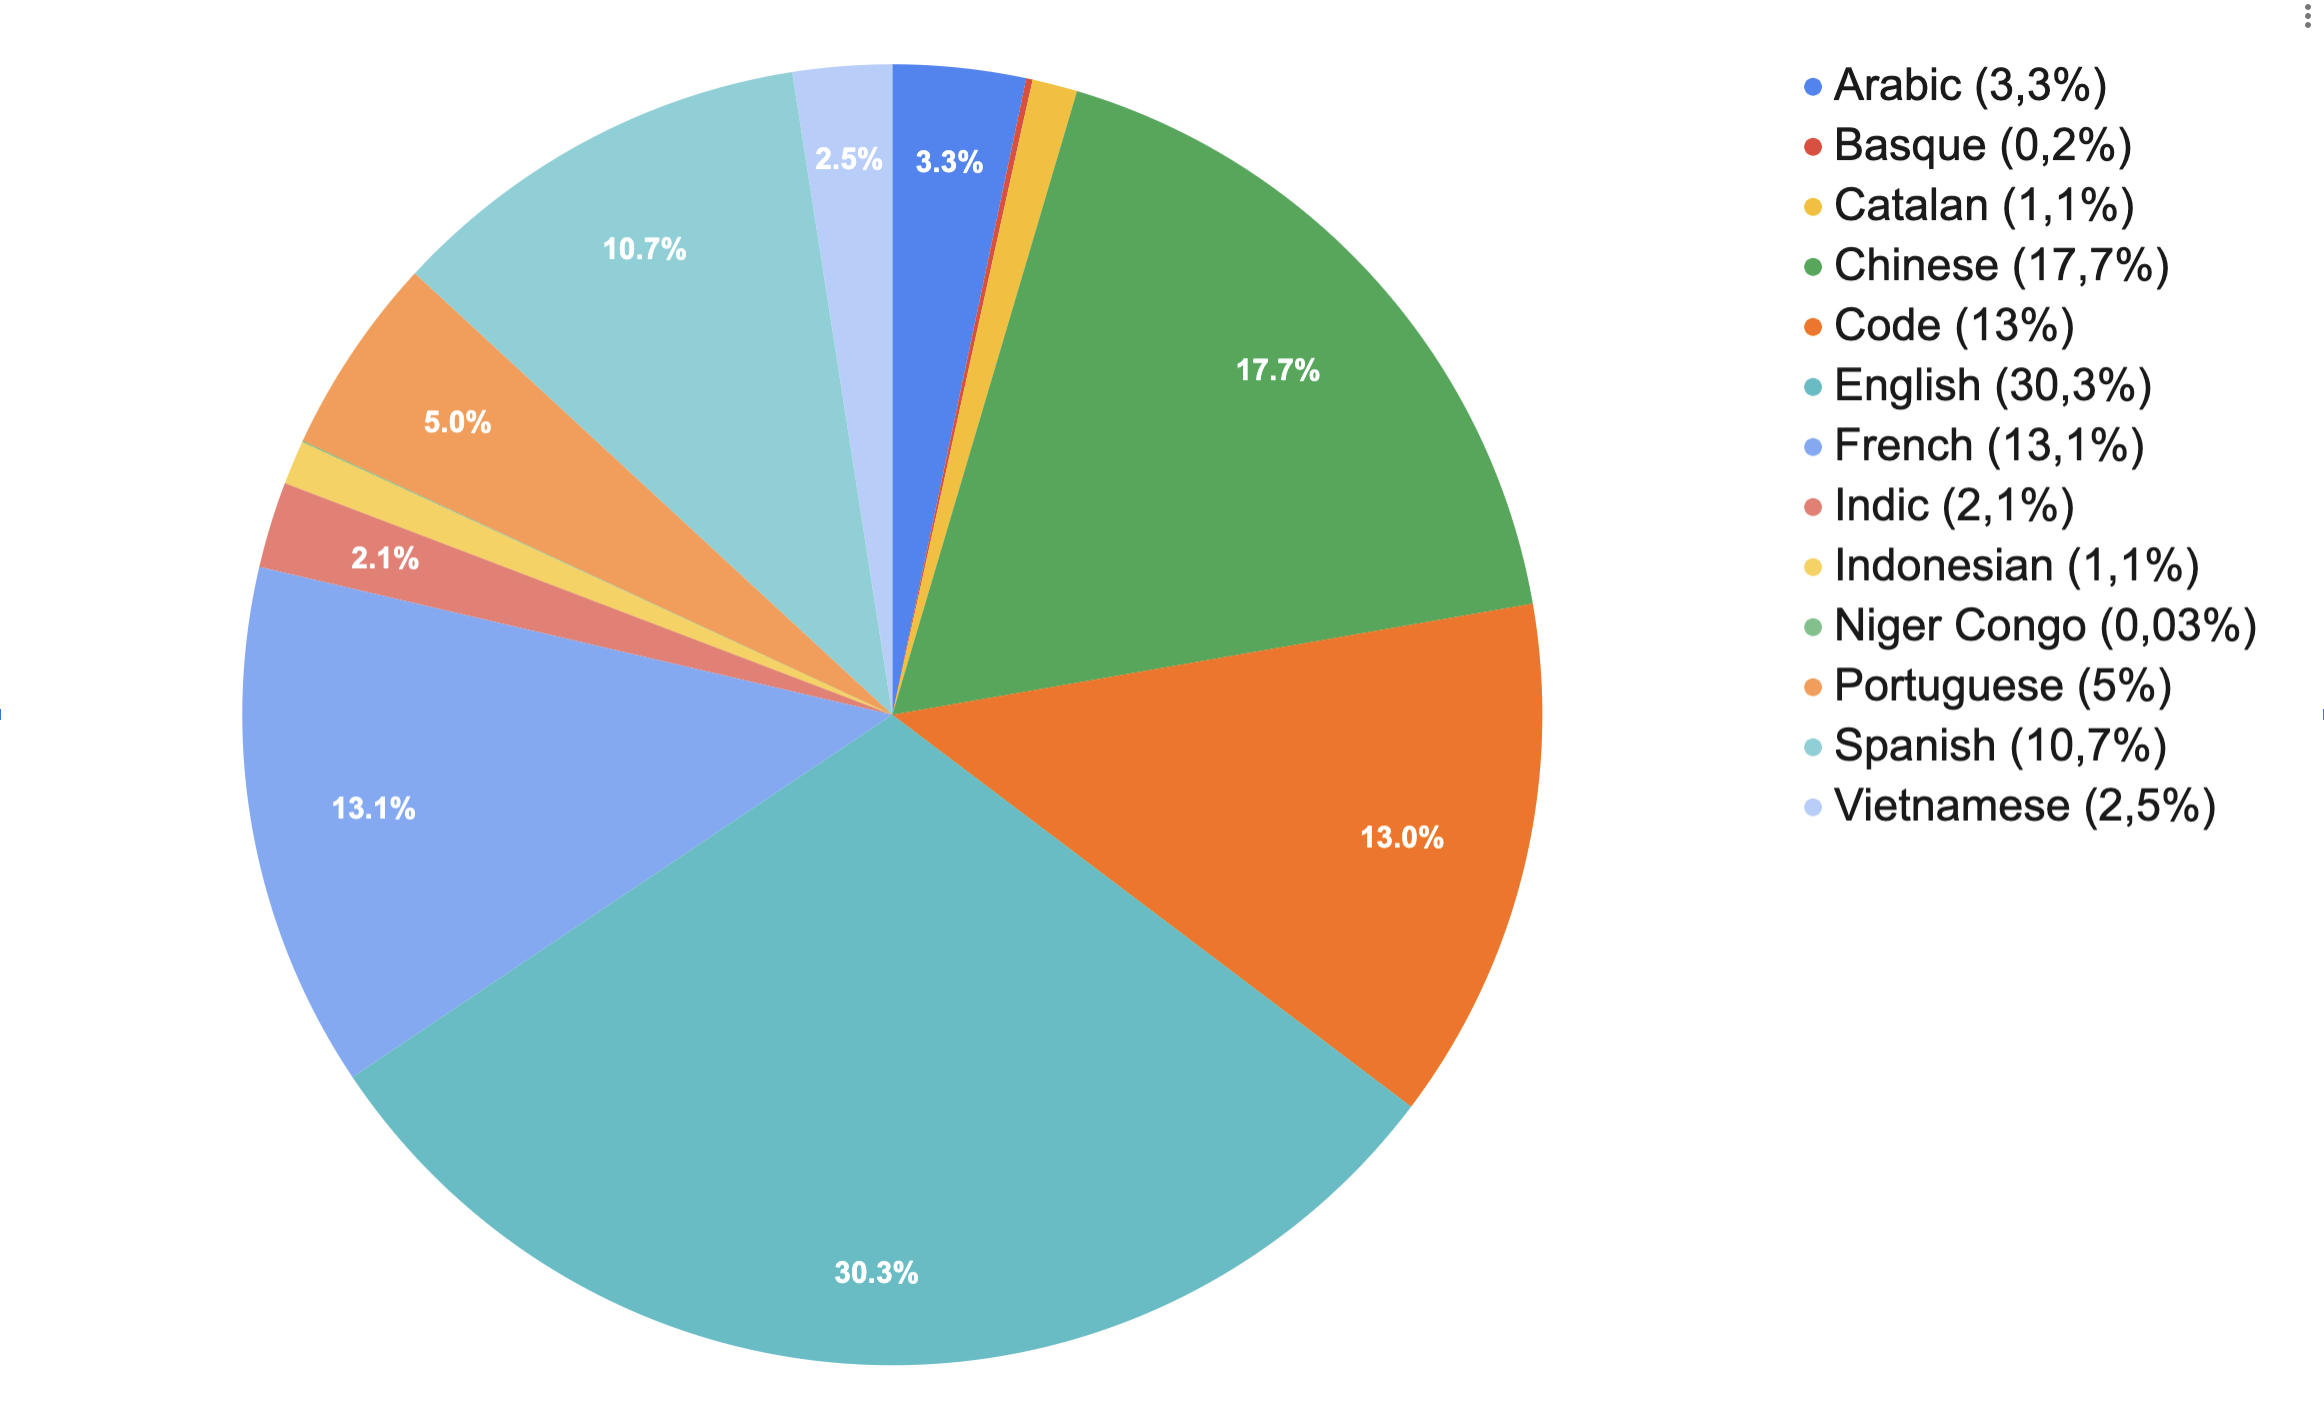 2.5%
3.3%
10.7%
17.7%
5.0%
2.1%
13.1%
13.0%
30.3%
Arabic (3,3%)
Basque (0,2%)
Catalan (1,1%)
Chinese (17,7%)
Code (13%)
English (30,3%)
French (13,1%)
Indic (2,1%)
Indonesian (1,1%)
Niger Congo (0,03%)
Portuguese (5%)
Spanish (10,7%)
Vietnamese (2,5%)